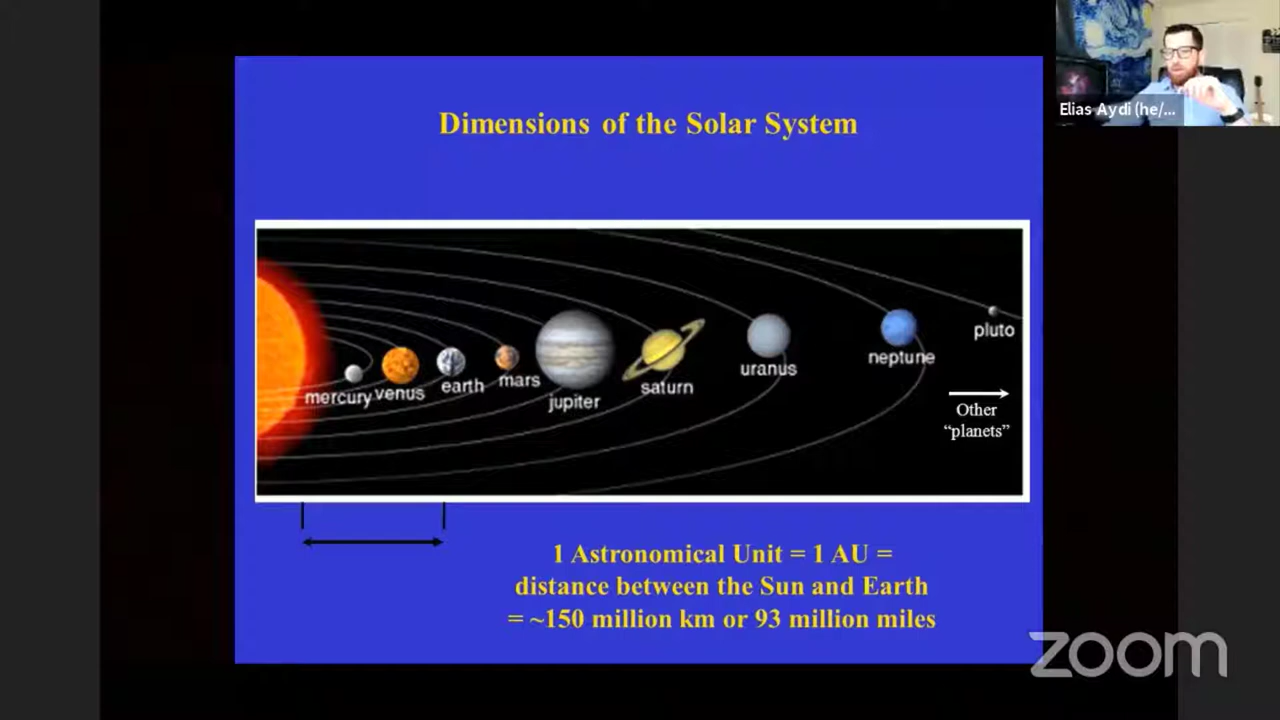 Elias Aydi (he/...
Dimensions of the Solar System
mercury
venus
earth
mars
jupiter
saturn
uranus
neptune
pluto
Other
“planets”
1 Astronomical Unit = 1 AU =
distance between the Sun and Earth
= ~150 million km or 93 million miles
zoom